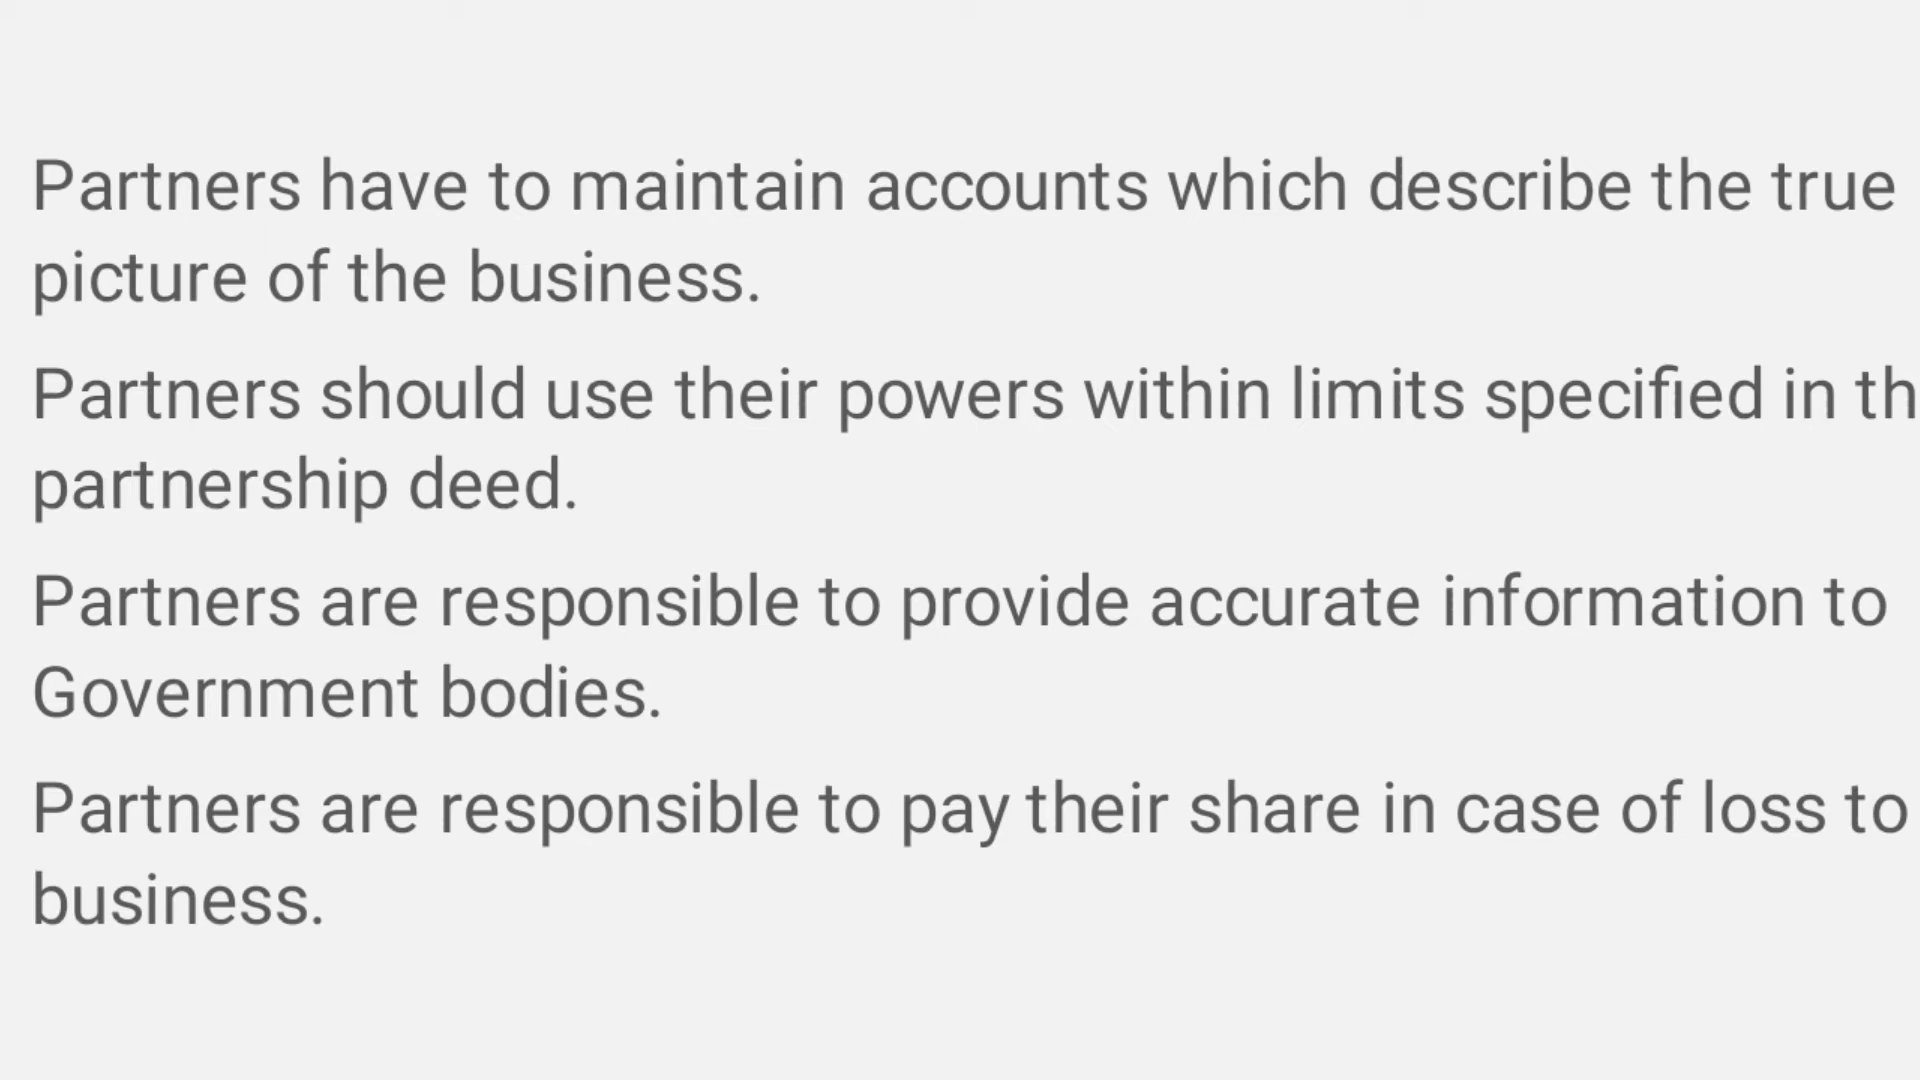 Partners have to maintain accounts which describe the true
picture of the business.
Partners should use their powers within limits specified in th
partnership deed.
Partners are responsible to provide accurate information to
Government bodies.
Partners are responsible to pay their share in case of loss to
business.